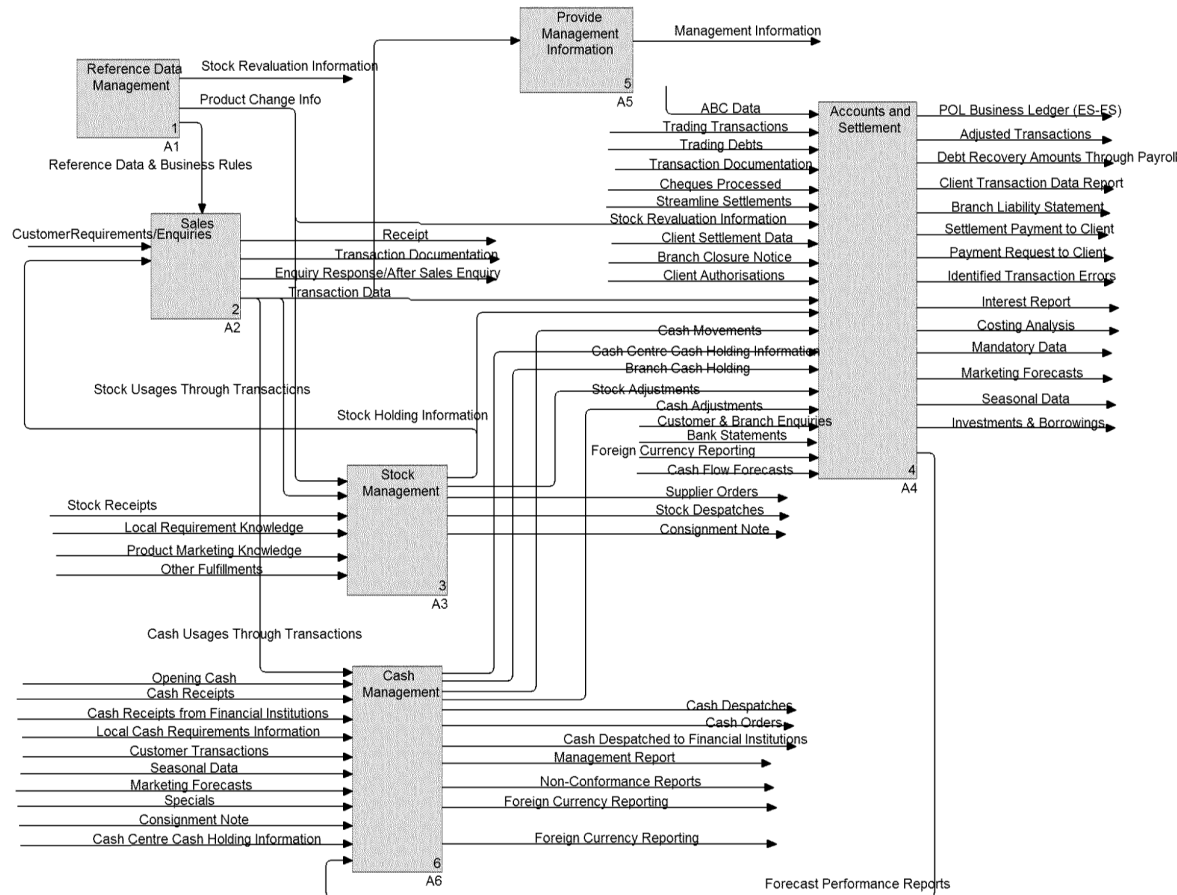 Provide
Management
Information
5
A5
Management Information
Reference Data
Management
1
A1
Stock Revaluation Information
Product Change Info
Reference Data & Business Rules
Sales
2
A2
CustomerRequirements/Enquiries
Receipt
Transaction Documentation
Enquiry Response/After Sales Enquiry
Transaction Data
ABC Data
Trading Transactions
Trading Debts
Transaction Documentation
Cheques Processed
Streamline Settlements
Stock Revaluation Information
Client Settlement Data
Branch Closure Notice
Client Authorisations
Cash Movements
Cash Centre Cash Holding Information
Branch Cash Holding
Stock Adjustments
Cash Adjustments
Customer & Branch Enquiries
Bank Statements
Foreign Currency Reporting
Cash Flow Forecasts
Accounts and
Settlement
4
A4
POL Business Ledger (ES-ES)
Adjusted Transactions
Debt Recovery Amounts Through Payroll
Client Transaction Data Report
Branch Liability Statement
Settlement Payment to Client
Payment Request to Client
Identified Transaction Errors
Interest Report
Costing Analysis
Mandatory Data
Marketing Forecasts
Seasonal Data
Investments & Borrowings
Stock Usages Through Transactions
Stock Holding Information
Stock
Management
3
A3
Stock Receipts
Local Requirement Knowledge
Product Marketing Knowledge
Other Fulfillments
Supplier Orders
Stock Despatches
Consignment Note
Cash Usages Through Transactions
Cash
Management
6
A6
Opening Cash
Cash Receipts
Cash Receipts from Financial Institutions
Local Cash Requirements Information
Customer Transactions
Seasonal Data
Marketing Forecasts
Specials
Consignment Note
Cash Centre Cash Holding Information
Cash Despatches
Cash Orders
Cash Despatched to Financial Institutions
Management Report
Non-Conformance Reports
Foreign Currency Reporting
Foreign Currency Reporting
Forecast Performance Reports